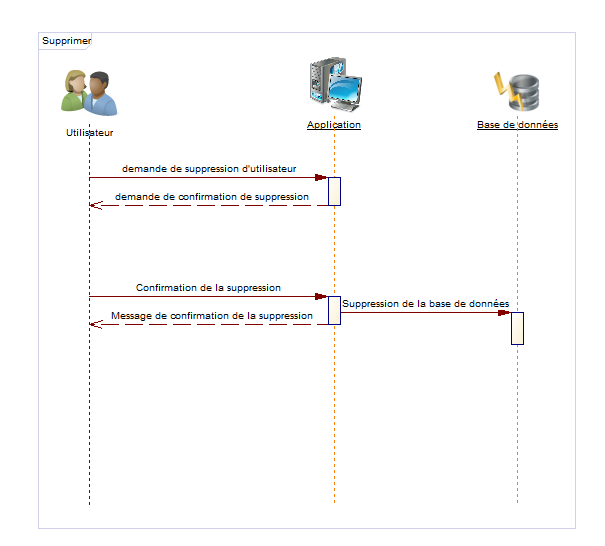 Supprimer
Utilisateur
Application
Base de données
demande de suppression d'utilisateur
demande de confirmation de suppression
Confirmation de la suppression
Suppression de la base de données
Message de confirmation de la suppression